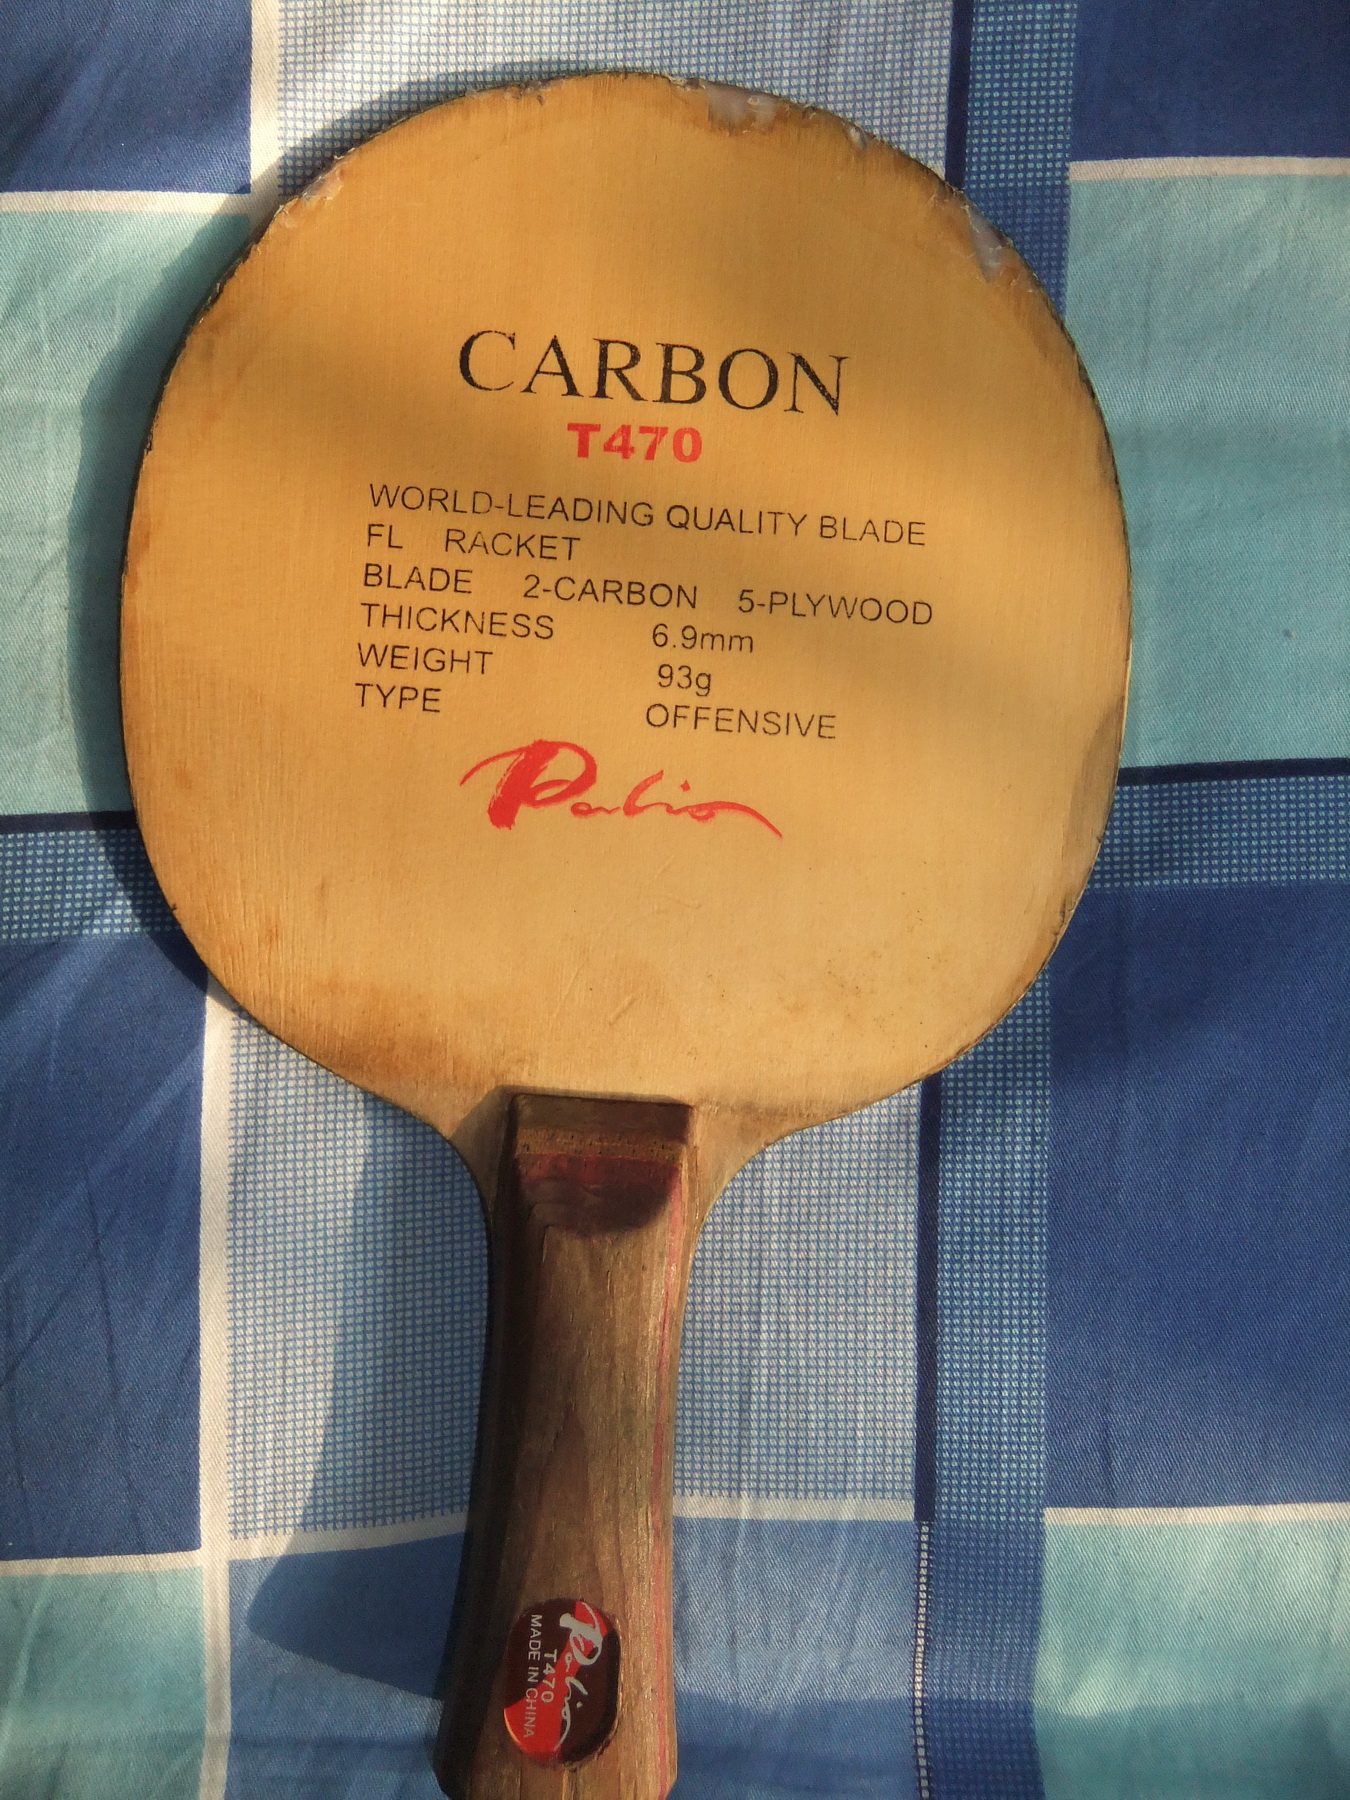 CARBON
T470
WORLD-LEADING QUALITY BLADE
FL RACKET
BLADE 2-CARBON 5-PLYWOOD
THICKNESS 6.9mm
WEIGHT 93g
TYPE OFFENSIVE
Palio
Palio
T470
MADE IN CHINA